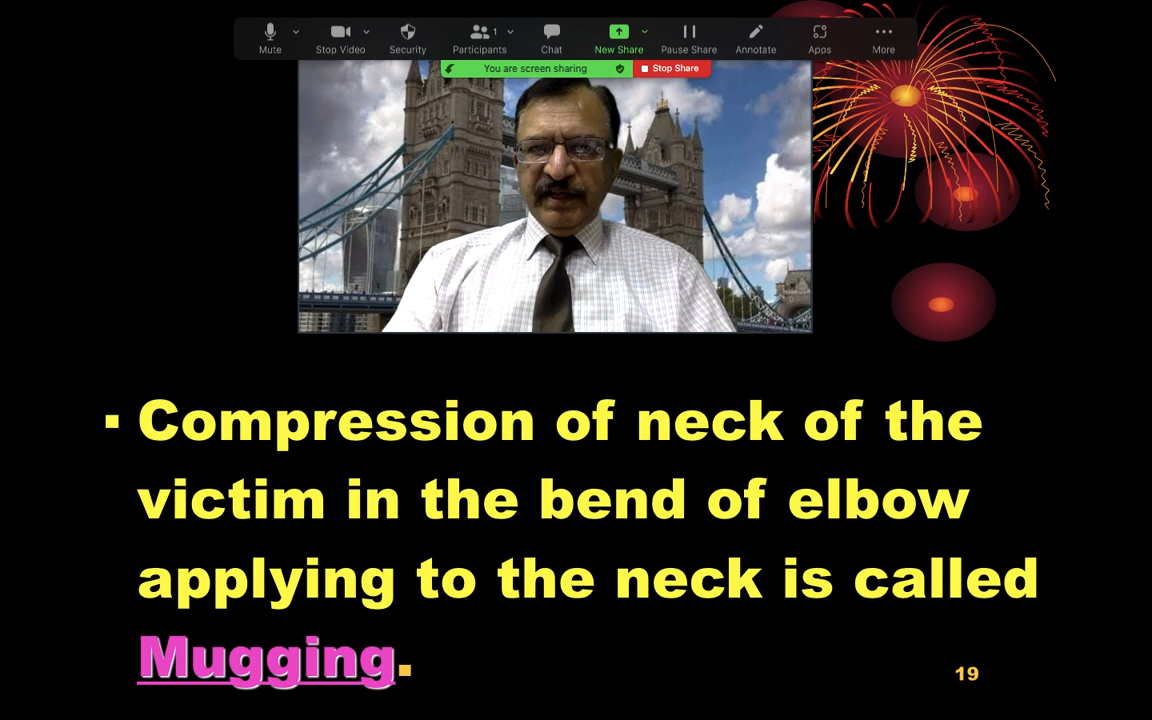 Mute
Stop Video
Security
Participants
1
Chat
New Share
Pause Share
Annotate
Apps
More
You are screen sharing
Stop Share
▪ Compression of neck of the
victim in the bend of elbow
applying to the neck is called
Mugging.
19